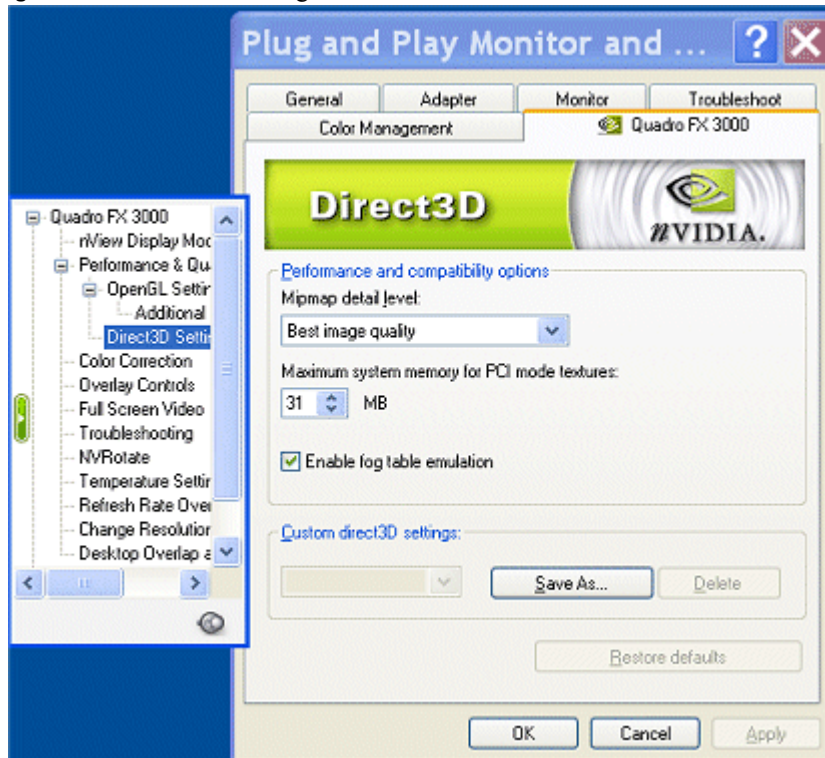 Plug and Play Monitor and ...
General Adapter Monitor Troubleshoot
Color Management Quadro FX 3000
Direct3D
nVIDIA.
Quadro FX 3000
nView Display Mod
Performance & Qu
OpenGL Settin
Additional
Direct3D Settin
Color Correction
Overlay Controls
Full Screen Video
Troubleshooting
NVRotate
Temperature Settin
Refresh Rate Over
Change Resolution
Desktop Overlap a
Performance and compatibility options
Mipmap detail level:
Best image quality
Maximum system memory for PCI mode textures:
31 MB
Enable fog table emulation
Custom direct3D settings:
Save As... Delete
Restore defaults
OK Cancel Apply